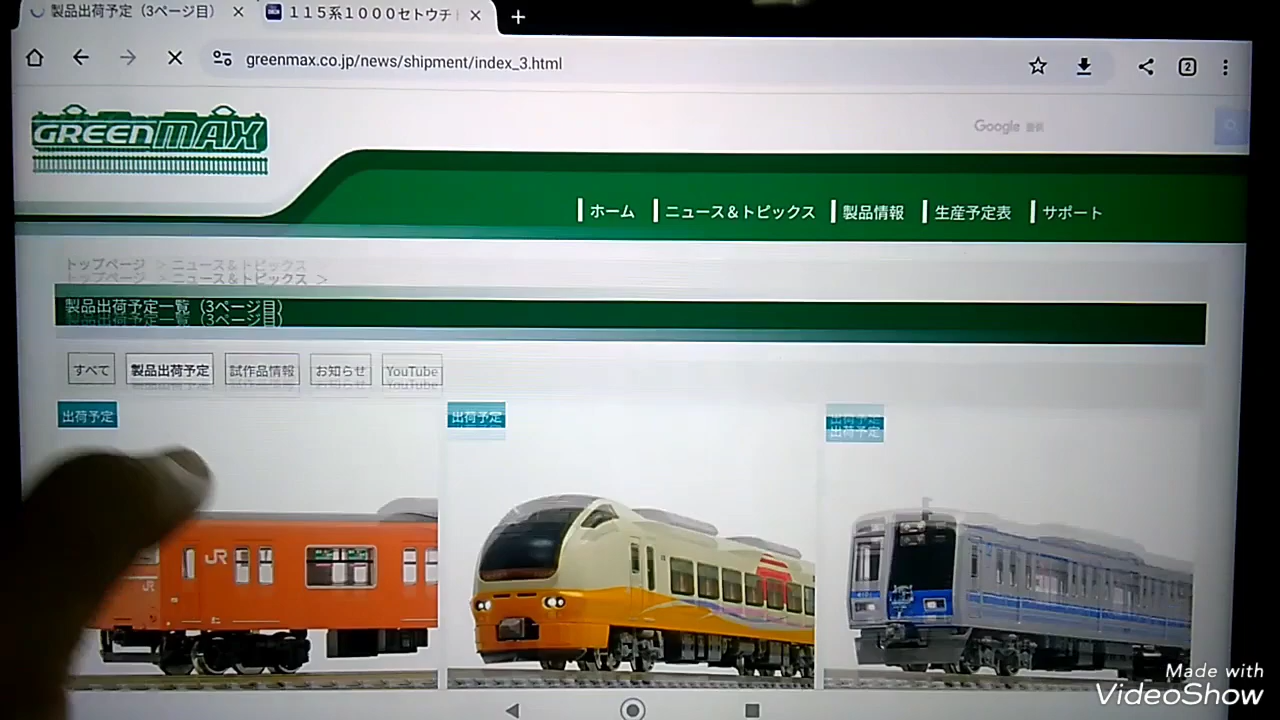 製品出荷予定（3ページ目）
１１５系１０００セトウチ
greenmax.co.jp/news/shipment/index_3.html
2
GREENMAX
Google 提供
ホーム
ニュース＆トピックス
製品情報
生産予定表
サポート
トップページ ＞ ニュース＆トピックス ＞
製品出荷予定一覧（3ページ目）
すべて
製品出荷予定
試作品情報
お知らせ
YouTube
出荷予定
出荷予定
出荷予定
JR
JR
Made with
VideoShow